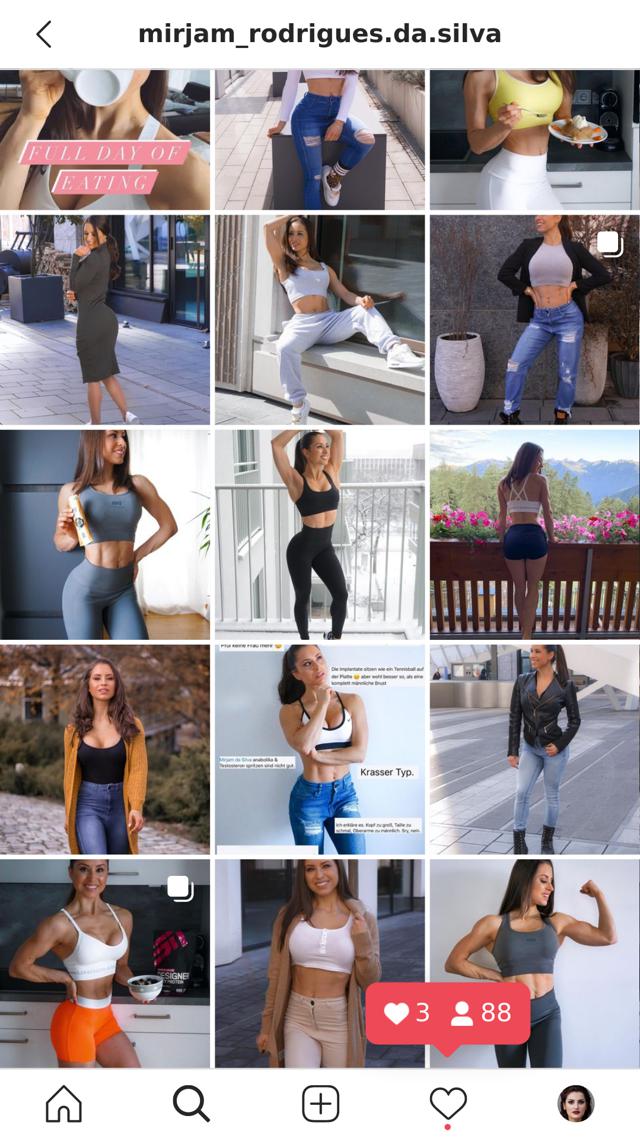 mirjam_rodrigues.da.silva
FULL DAY OF
EATING
Die Implantate sitzen wie ein Tennisball auf
der Platte 😂 aber wohl besser so, als eine
komplett männliche Brust
Mirjam da Silva anabolika &
Testosteron spritzen sind nicht gut.
Krasser Typ.
Ich erkläre es. Kopf zu groß, Taille zu
schmal, Oberarme zu männlich. Sry, nein.
DESIGNER
3 88